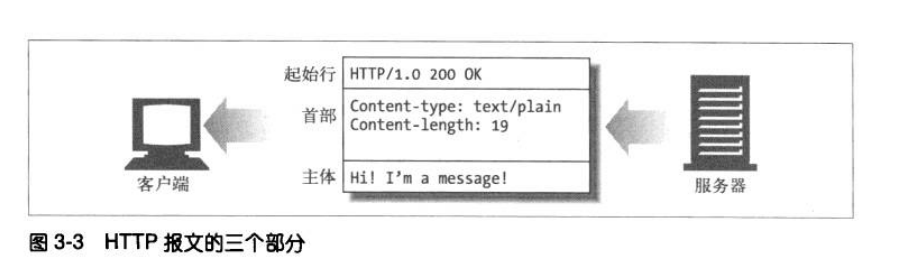 起始行 HTTP/1.0 200 OK
首部 Content-type: text/plain
Content-length: 19
主体 Hi! I'm a message!
客户端
服务器
图 3-3 HTTP 报文的三个部分